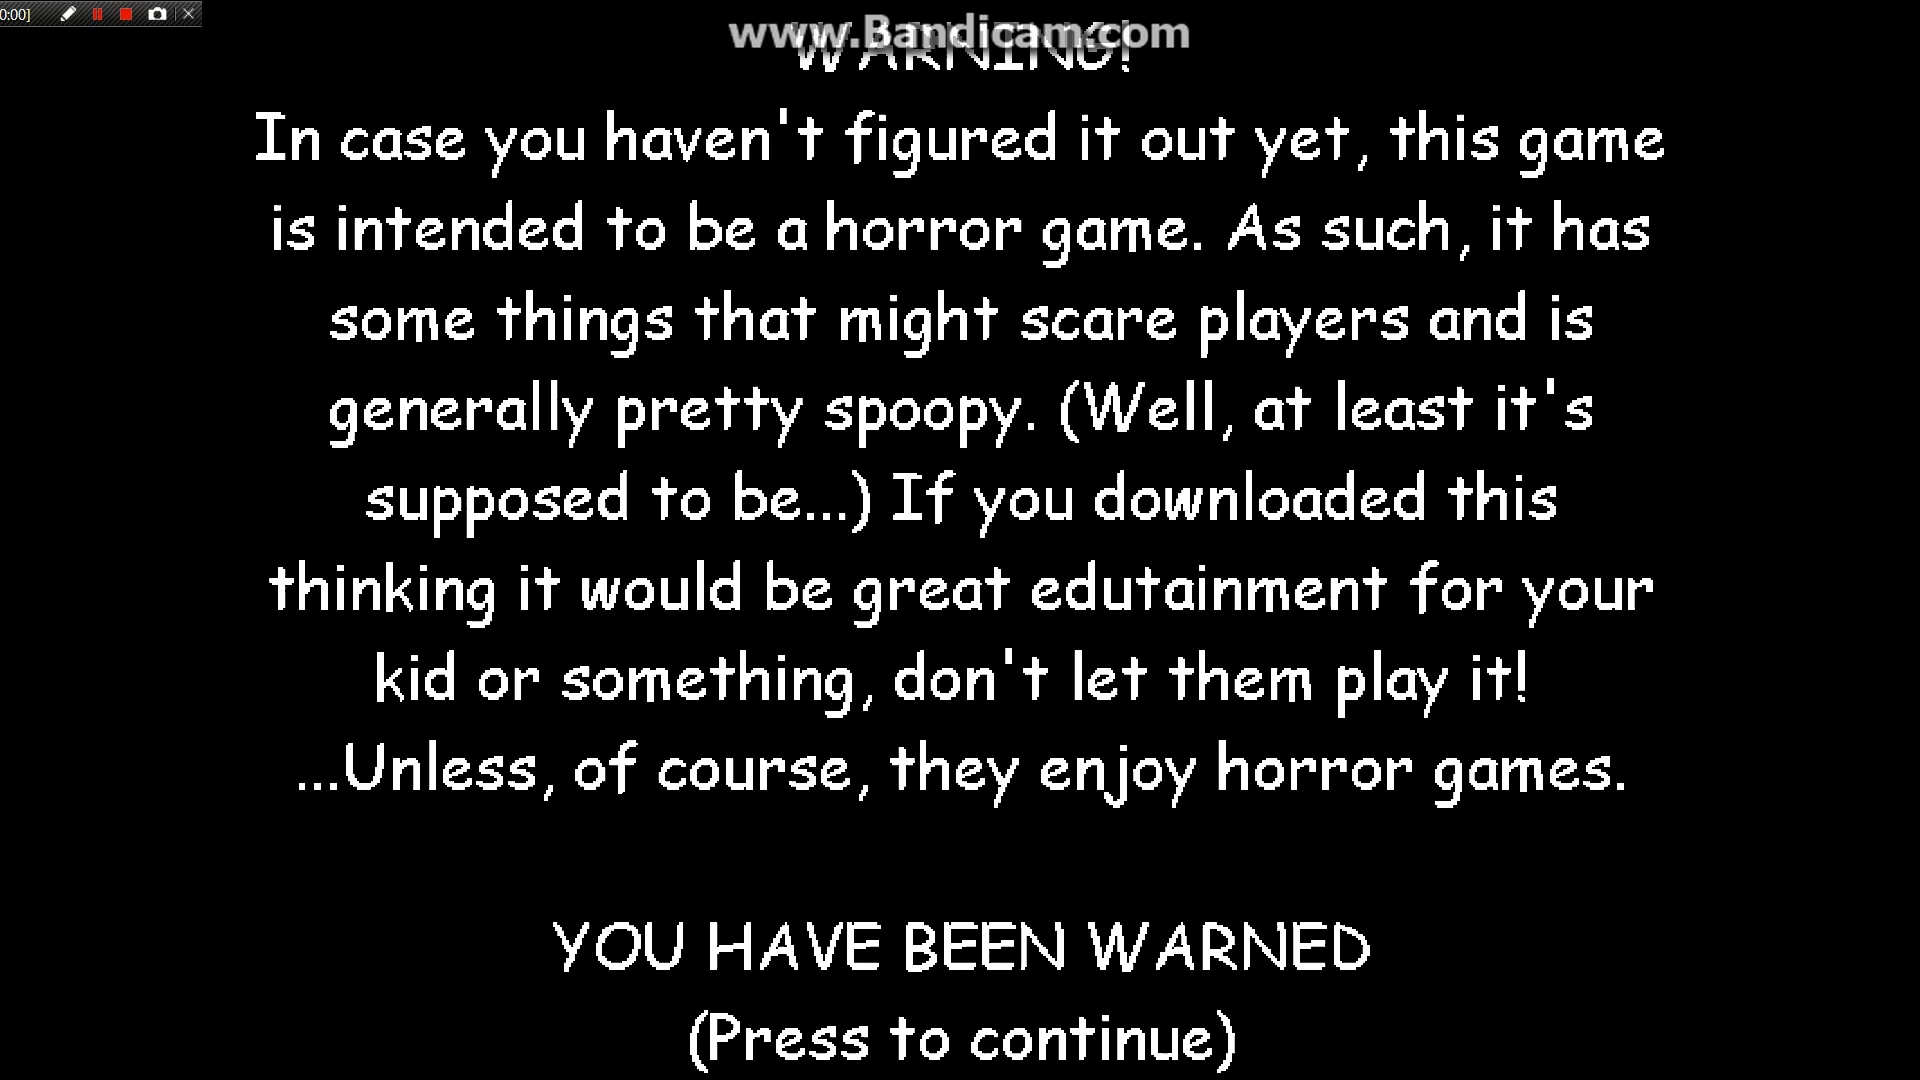 0:00]
www.Bandicam.com
WARNING!
In case you haven't figured it out yet, this game
is intended to be a horror game. As such, it has
some things that might scare players and is
generally pretty spoopy. (Well, at least it's
supposed to be...) If you downloaded this
thinking it would be great edutainment for your
kid or something, don't let them play it!
...Unless, of course, they enjoy horror games.
YOU HAVE BEEN WARNED
(Press to continue)